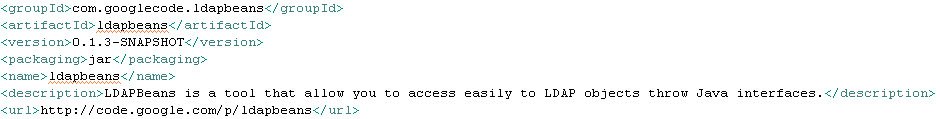 <groupId>com.googlecode.ldapbeans</groupId>
<artifactId>ldapbeans</artifactId>
<version>0.1.3-SNAPSHOT</version>
<packaging>jar</packaging>
<name>ldapbeans</name>
<description>LDAPBeans is a tool that allow you to access easily to LDAP objects throw Java interfaces.</description>
<url>http://code.google.com/p/ldapbeans</url>